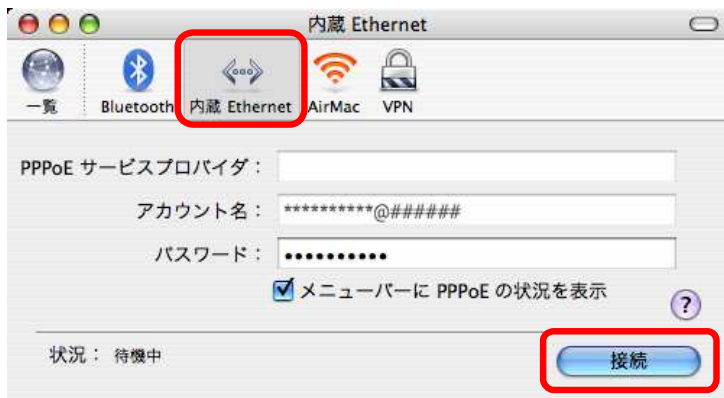 内蔵 Ethernet
一覧 Bluetooth 内蔵 Ethernet AirMac VPN
PPPoE サービスプロバイダ：
アカウント名： **********@######
パスワード： ••••••••••
メニューバーに PPPoE の状況を表示
?
状況： 待機中
接続